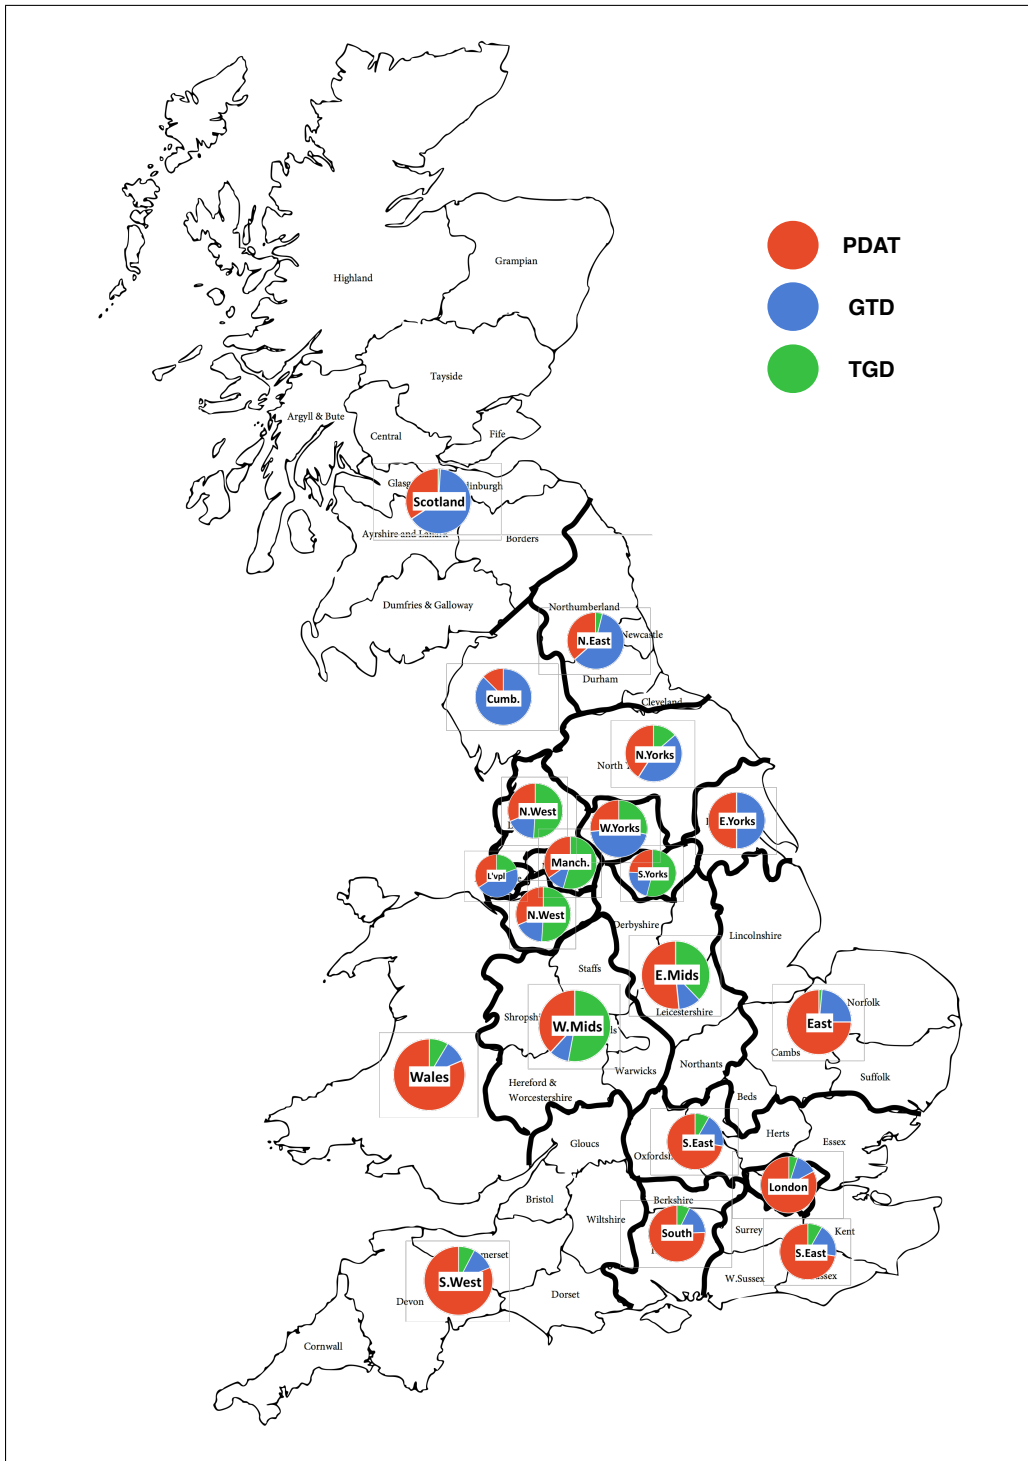 PDAT
GTD
TGD
Grampian
Highland
Tayside
Argyll & Bute
Central
Fife
Scotland
Borders
Dumfries & Galloway
Northumberland
N.East
Newcastle
Durham
Cumb.
Cleveland
N.Yorks
North
N.West
W.Yorks
E.Yorks
Manch.
L'vpl
S.Yorks
N.West
Derbyshire
Lincolnshire
Staffs
E.Mids
Norfolk
Leicestershire
W.Mids
East
Cambs
Northants
Warwicks
Suffolk
Wales
Hereford &
Worcestershire
Beds
Herts
Essex
Gloucs
S.East
London
Bristol
Berkshire
Wiltshire
South
Surrey
Kent
S.East
W.Sussex
S.West
Devon
Dorset
Cornwall